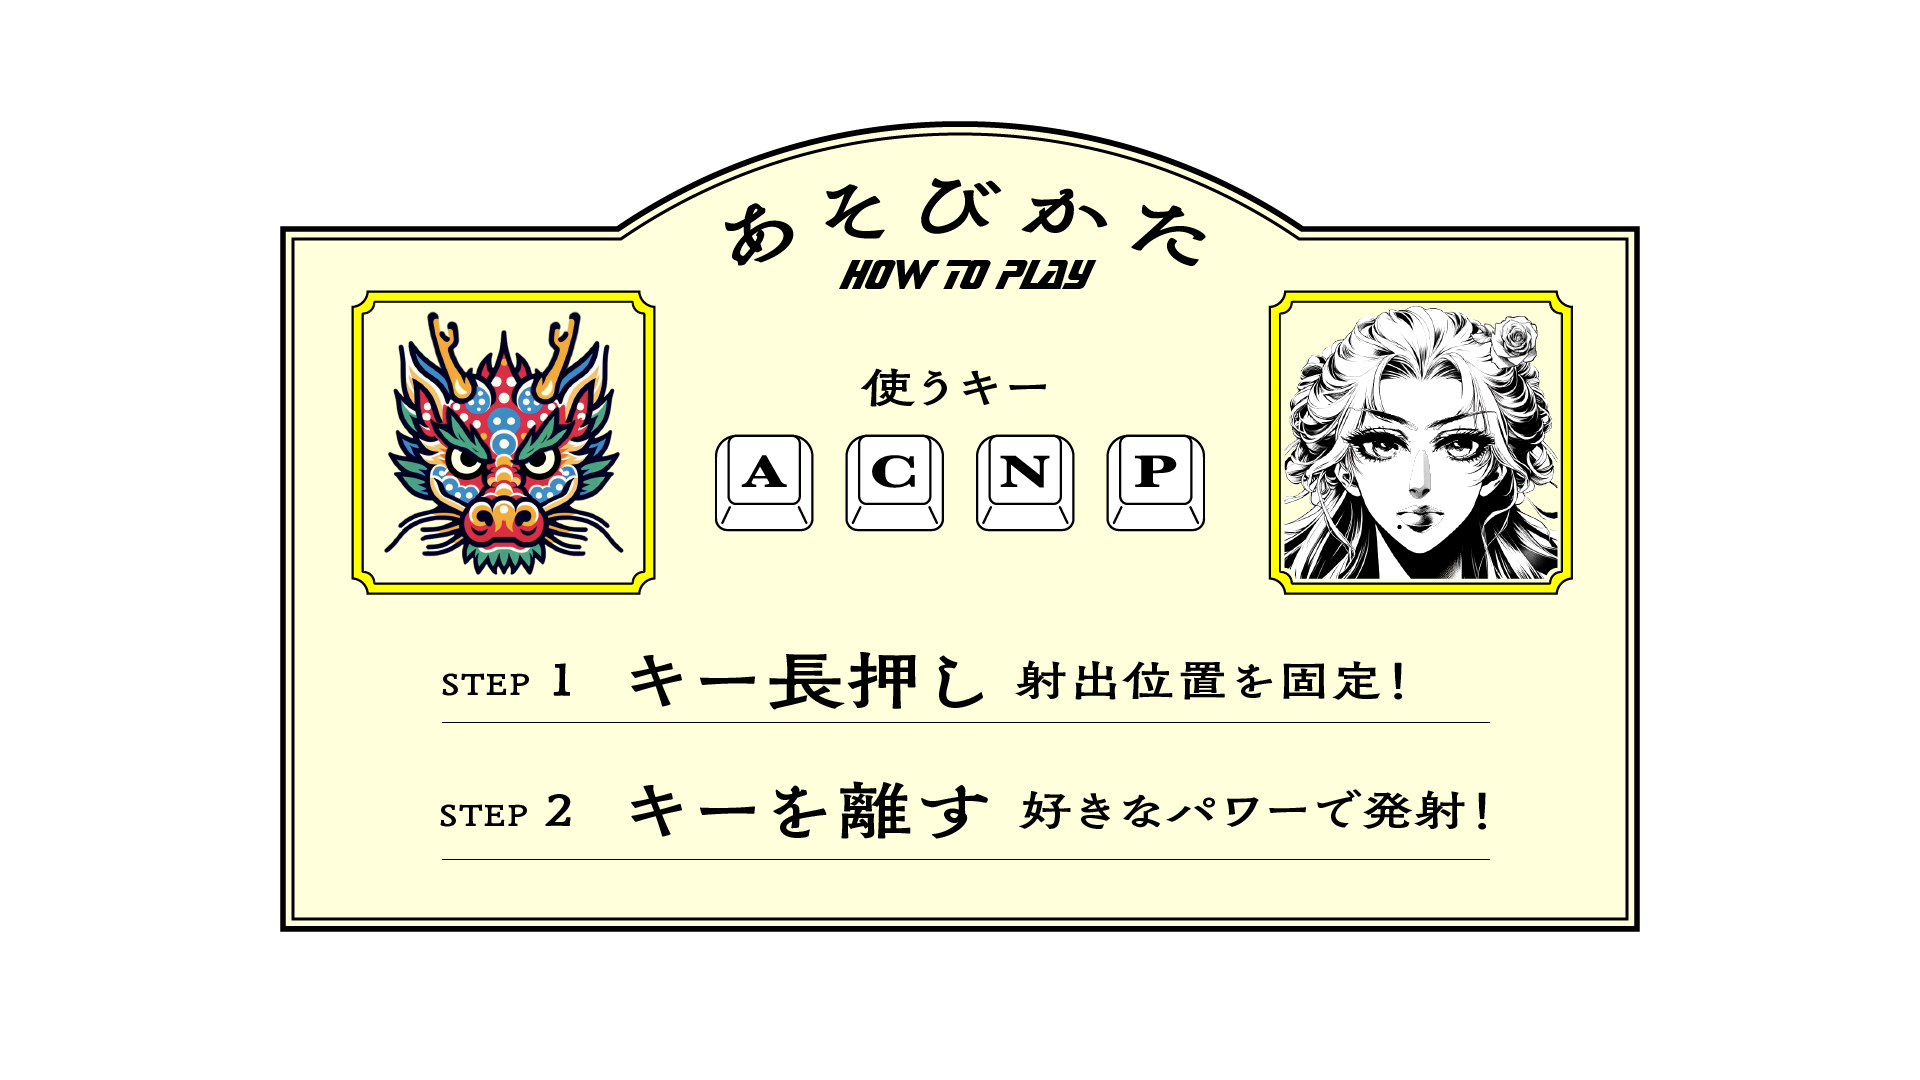 あそびかた
HOW TO PLAY
使うキー
A C N P
STEP 1 キー長押し 射出位置を固定!
STEP 2 キーを離す 好きなパワーで発射!